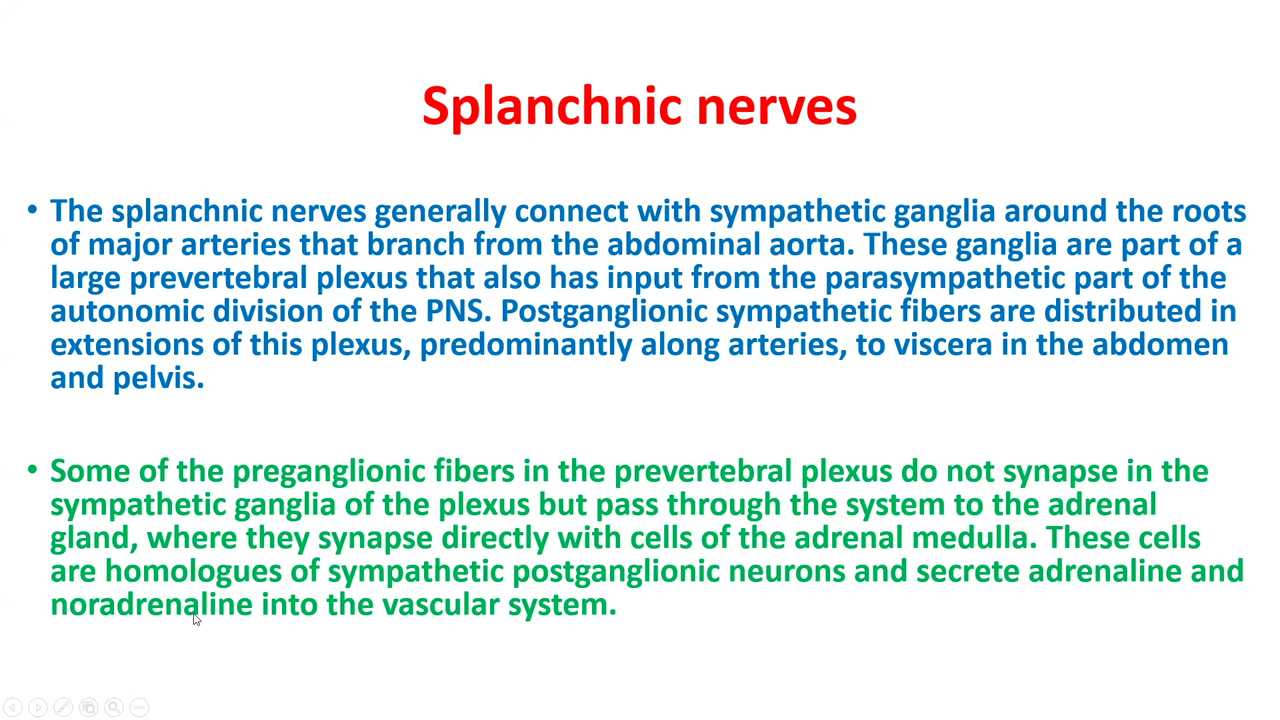 Splanchnic nerves
• The splanchnic nerves generally connect with sympathetic ganglia around the roots
of major arteries that branch from the abdominal aorta. These ganglia are part of a
large prevertebral plexus that also has input from the parasympathetic part of the
autonomic division of the PNS. Postganglionic sympathetic fibers are distributed in
extensions of this plexus, predominantly along arteries, to viscera in the abdomen
and pelvis.
• Some of the preganglionic fibers in the prevertebral plexus do not synapse in the
sympathetic ganglia of the plexus but pass through the system to the adrenal
gland, where they synapse directly with cells of the adrenal medulla. These cells
are homologues of sympathetic postganglionic neurons and secrete adrenaline and
noradrenaline into the vascular system.